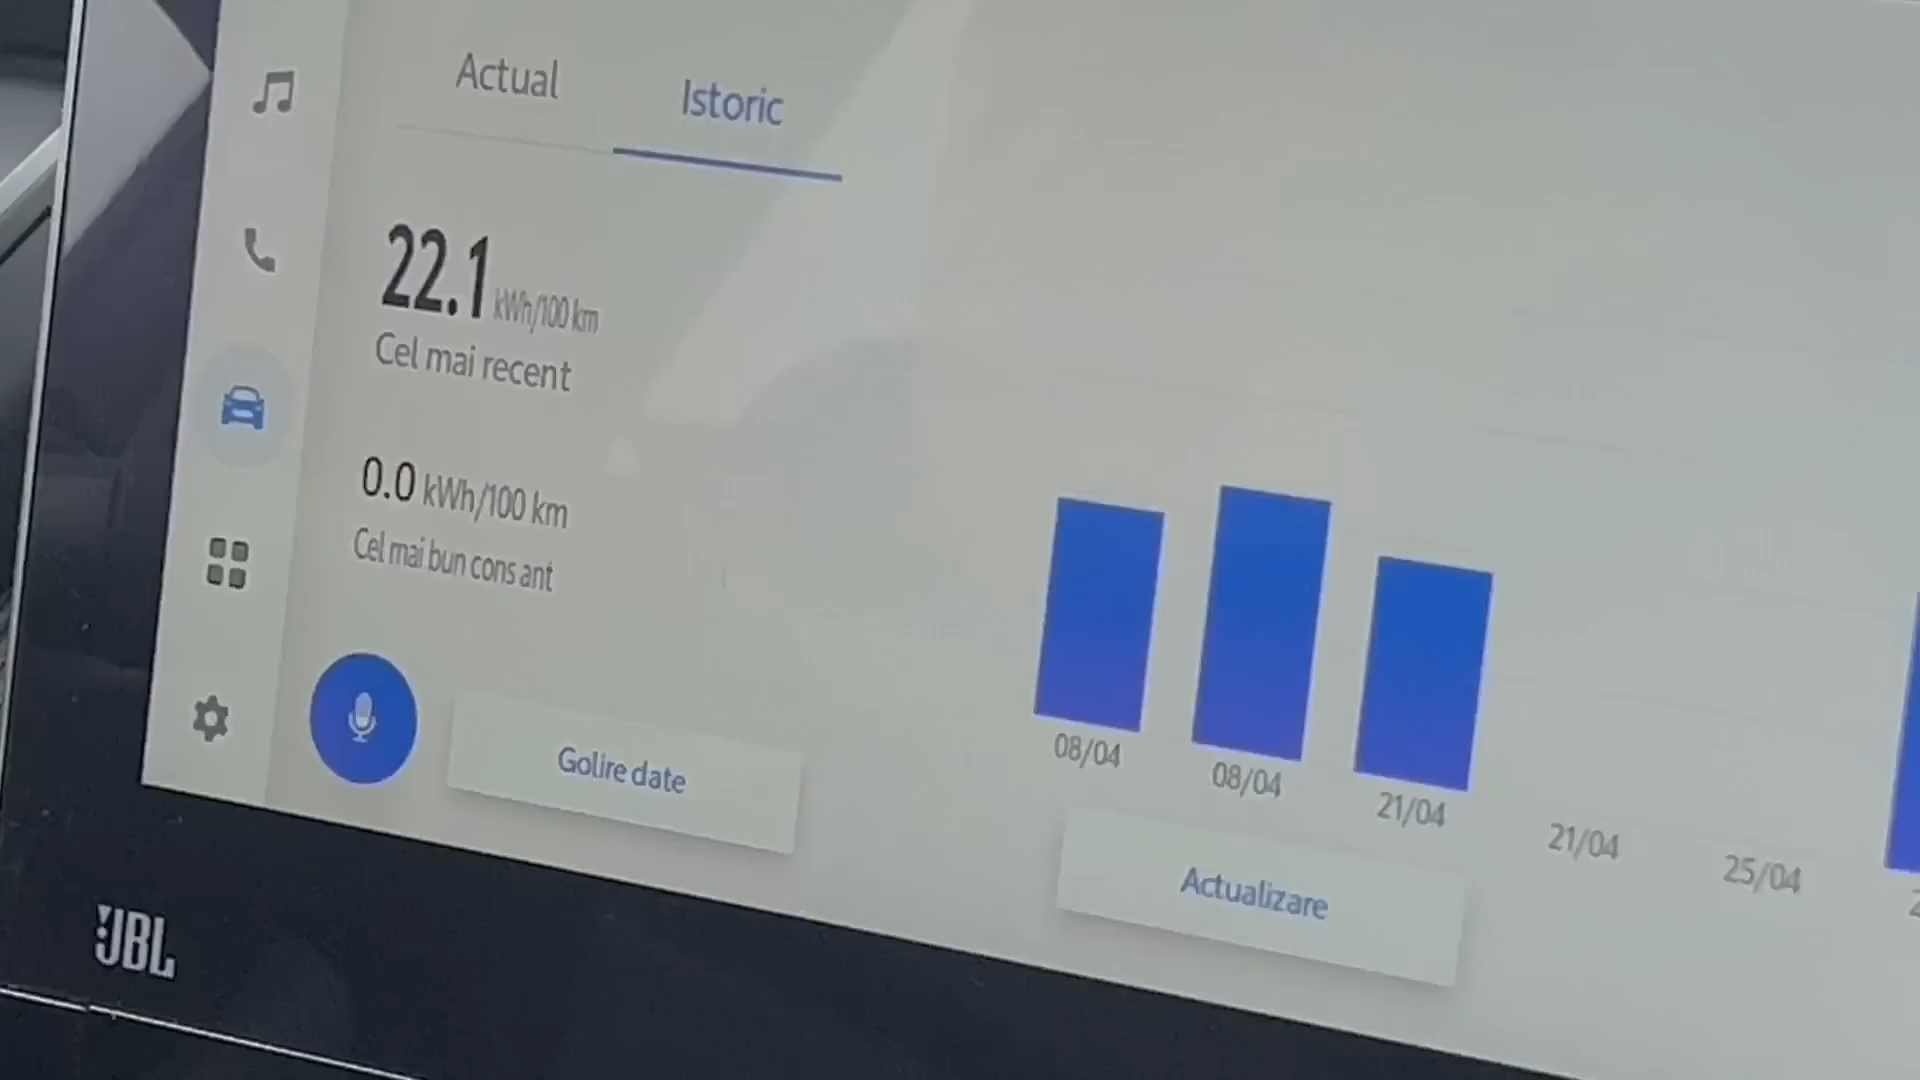 Actual
Istoric
22.1 kWh/100 km
Cel mai recent
0.0 kWh/100 km
Cel mai bun cons ant
Golire date
08/04
08/04
21/04
21/04
25/04
Actualizare
JBL